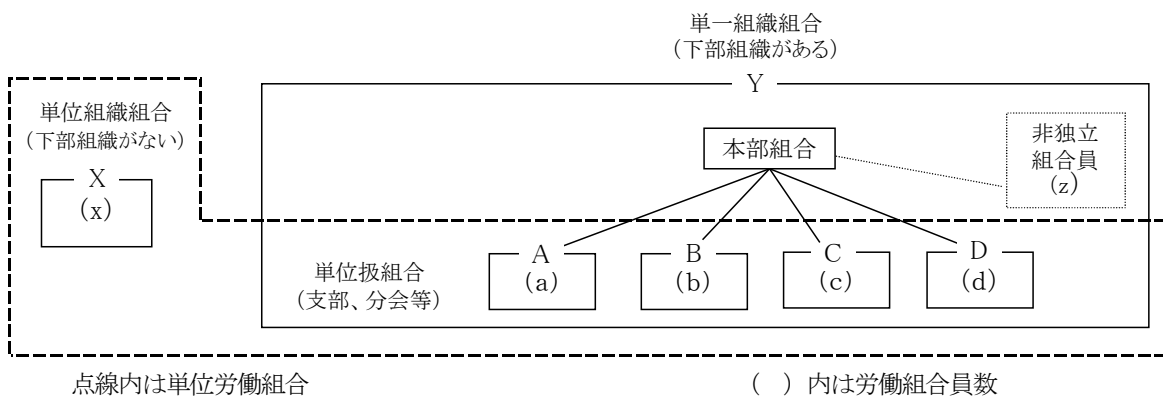 単一組織組合
（下部組織がある）
Y
単位組織組合
（下部組織がない）
X
（x）
本部組合
非独立
組合員
（z）
単位扱組合
（支部、分会等）
A
（a）
B
（b）
C
（c）
D
（d）
点線内は単位労働組合
（　）内は労働組合員数